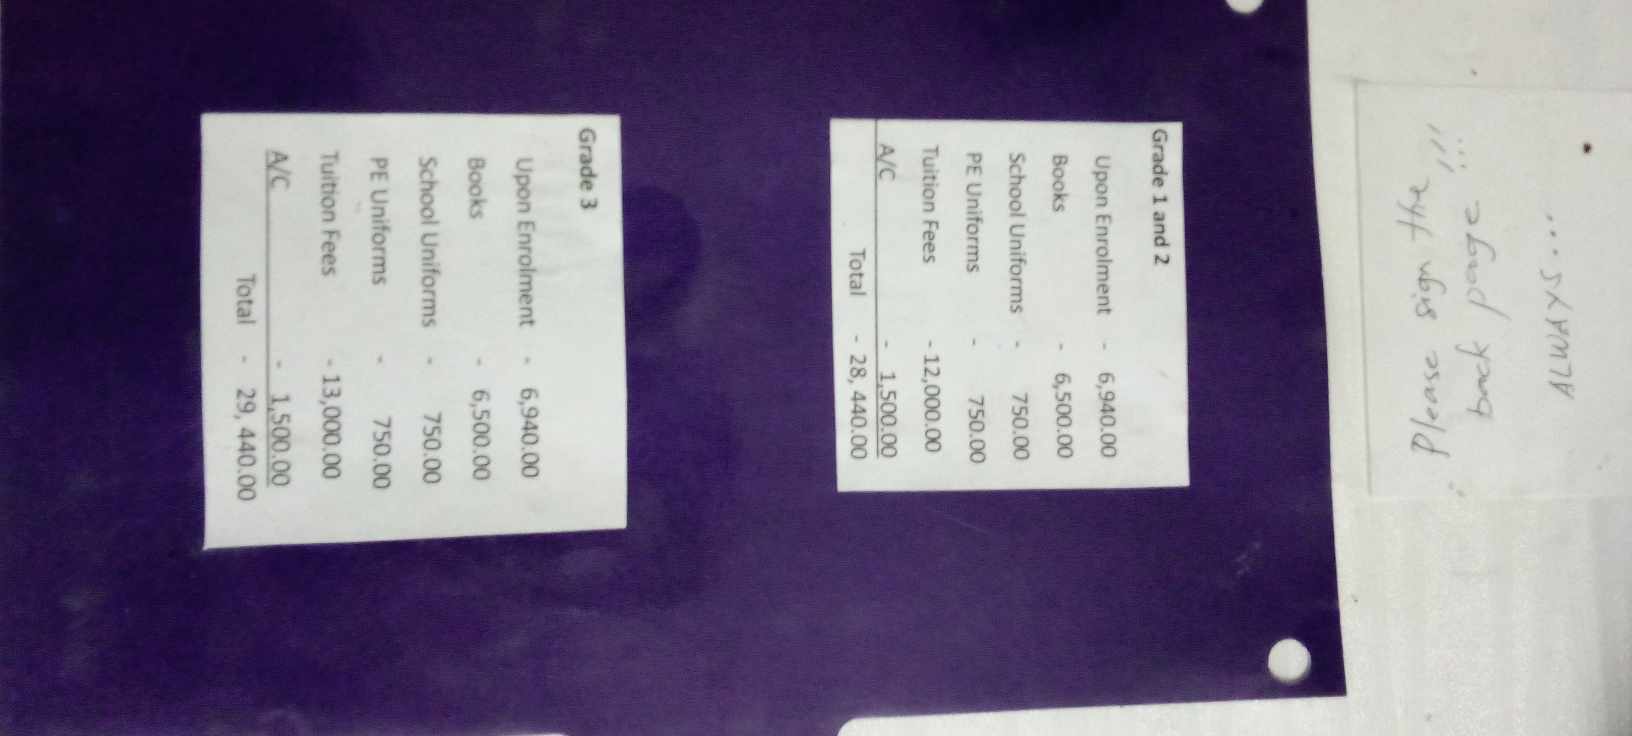 ALWAYS...
Please sign the
back page
Grade 1 and 2
Upon Enrolment - 6,940.00
Books - 6,500.00
School Uniforms - 750.00
PE Uniforms - 750.00
Tuition Fees - 12,000.00
A/C - 1,500.00
Total - 28, 440.00
Grade 3
Upon Enrolment - 6,940.00
Books - 6,500.00
School Uniforms - 750.00
PE Uniforms - 750.00
Tuition Fees - 13,000.00
A/C - 1,500.00
Total - 29, 440.00